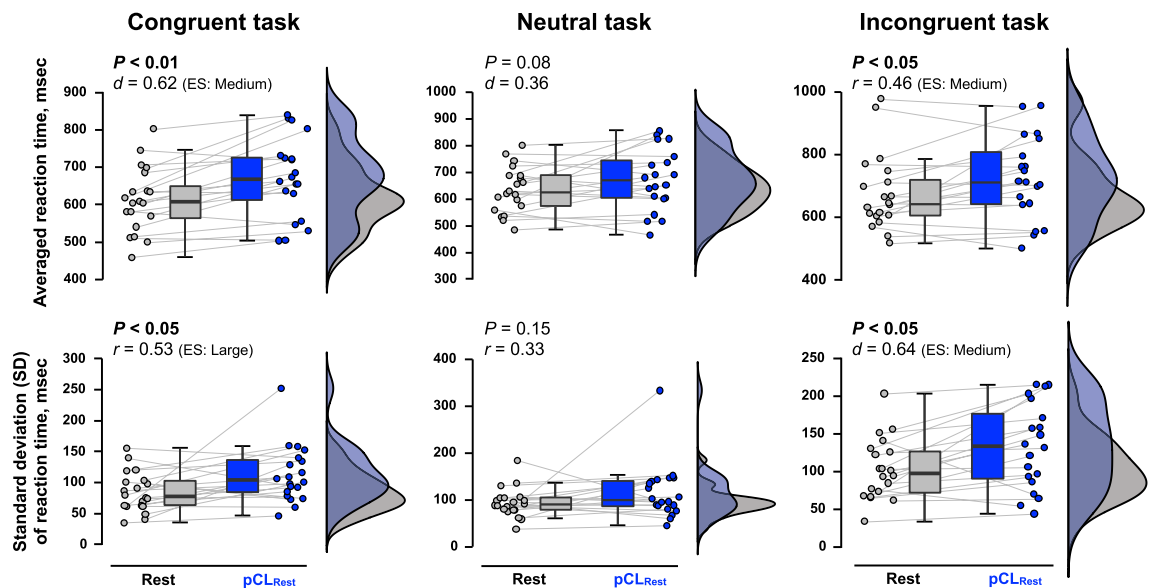 Congruent task
Neutral task
Incongruent task
Averaged reaction time, msec
P < 0.01
d = 0.62 (ES: Medium)
900
800
700
600
500
400
P = 0.08
d = 0.36
1000
900
800
700
600
500
400
300
P < 0.05
r = 0.46 (ES: Medium)
1000
800
600
400
Standard deviation (SD)
of reaction time, msec
P < 0.05
r = 0.53 (ES: Large)
300
250
200
150
100
50
0
P = 0.15
r = 0.33
400
300
200
100
0
P < 0.05
d = 0.64 (ES: Medium)
250
200
150
100
50
0
Rest pCLRest
Rest pCLRest
Rest pCLRest